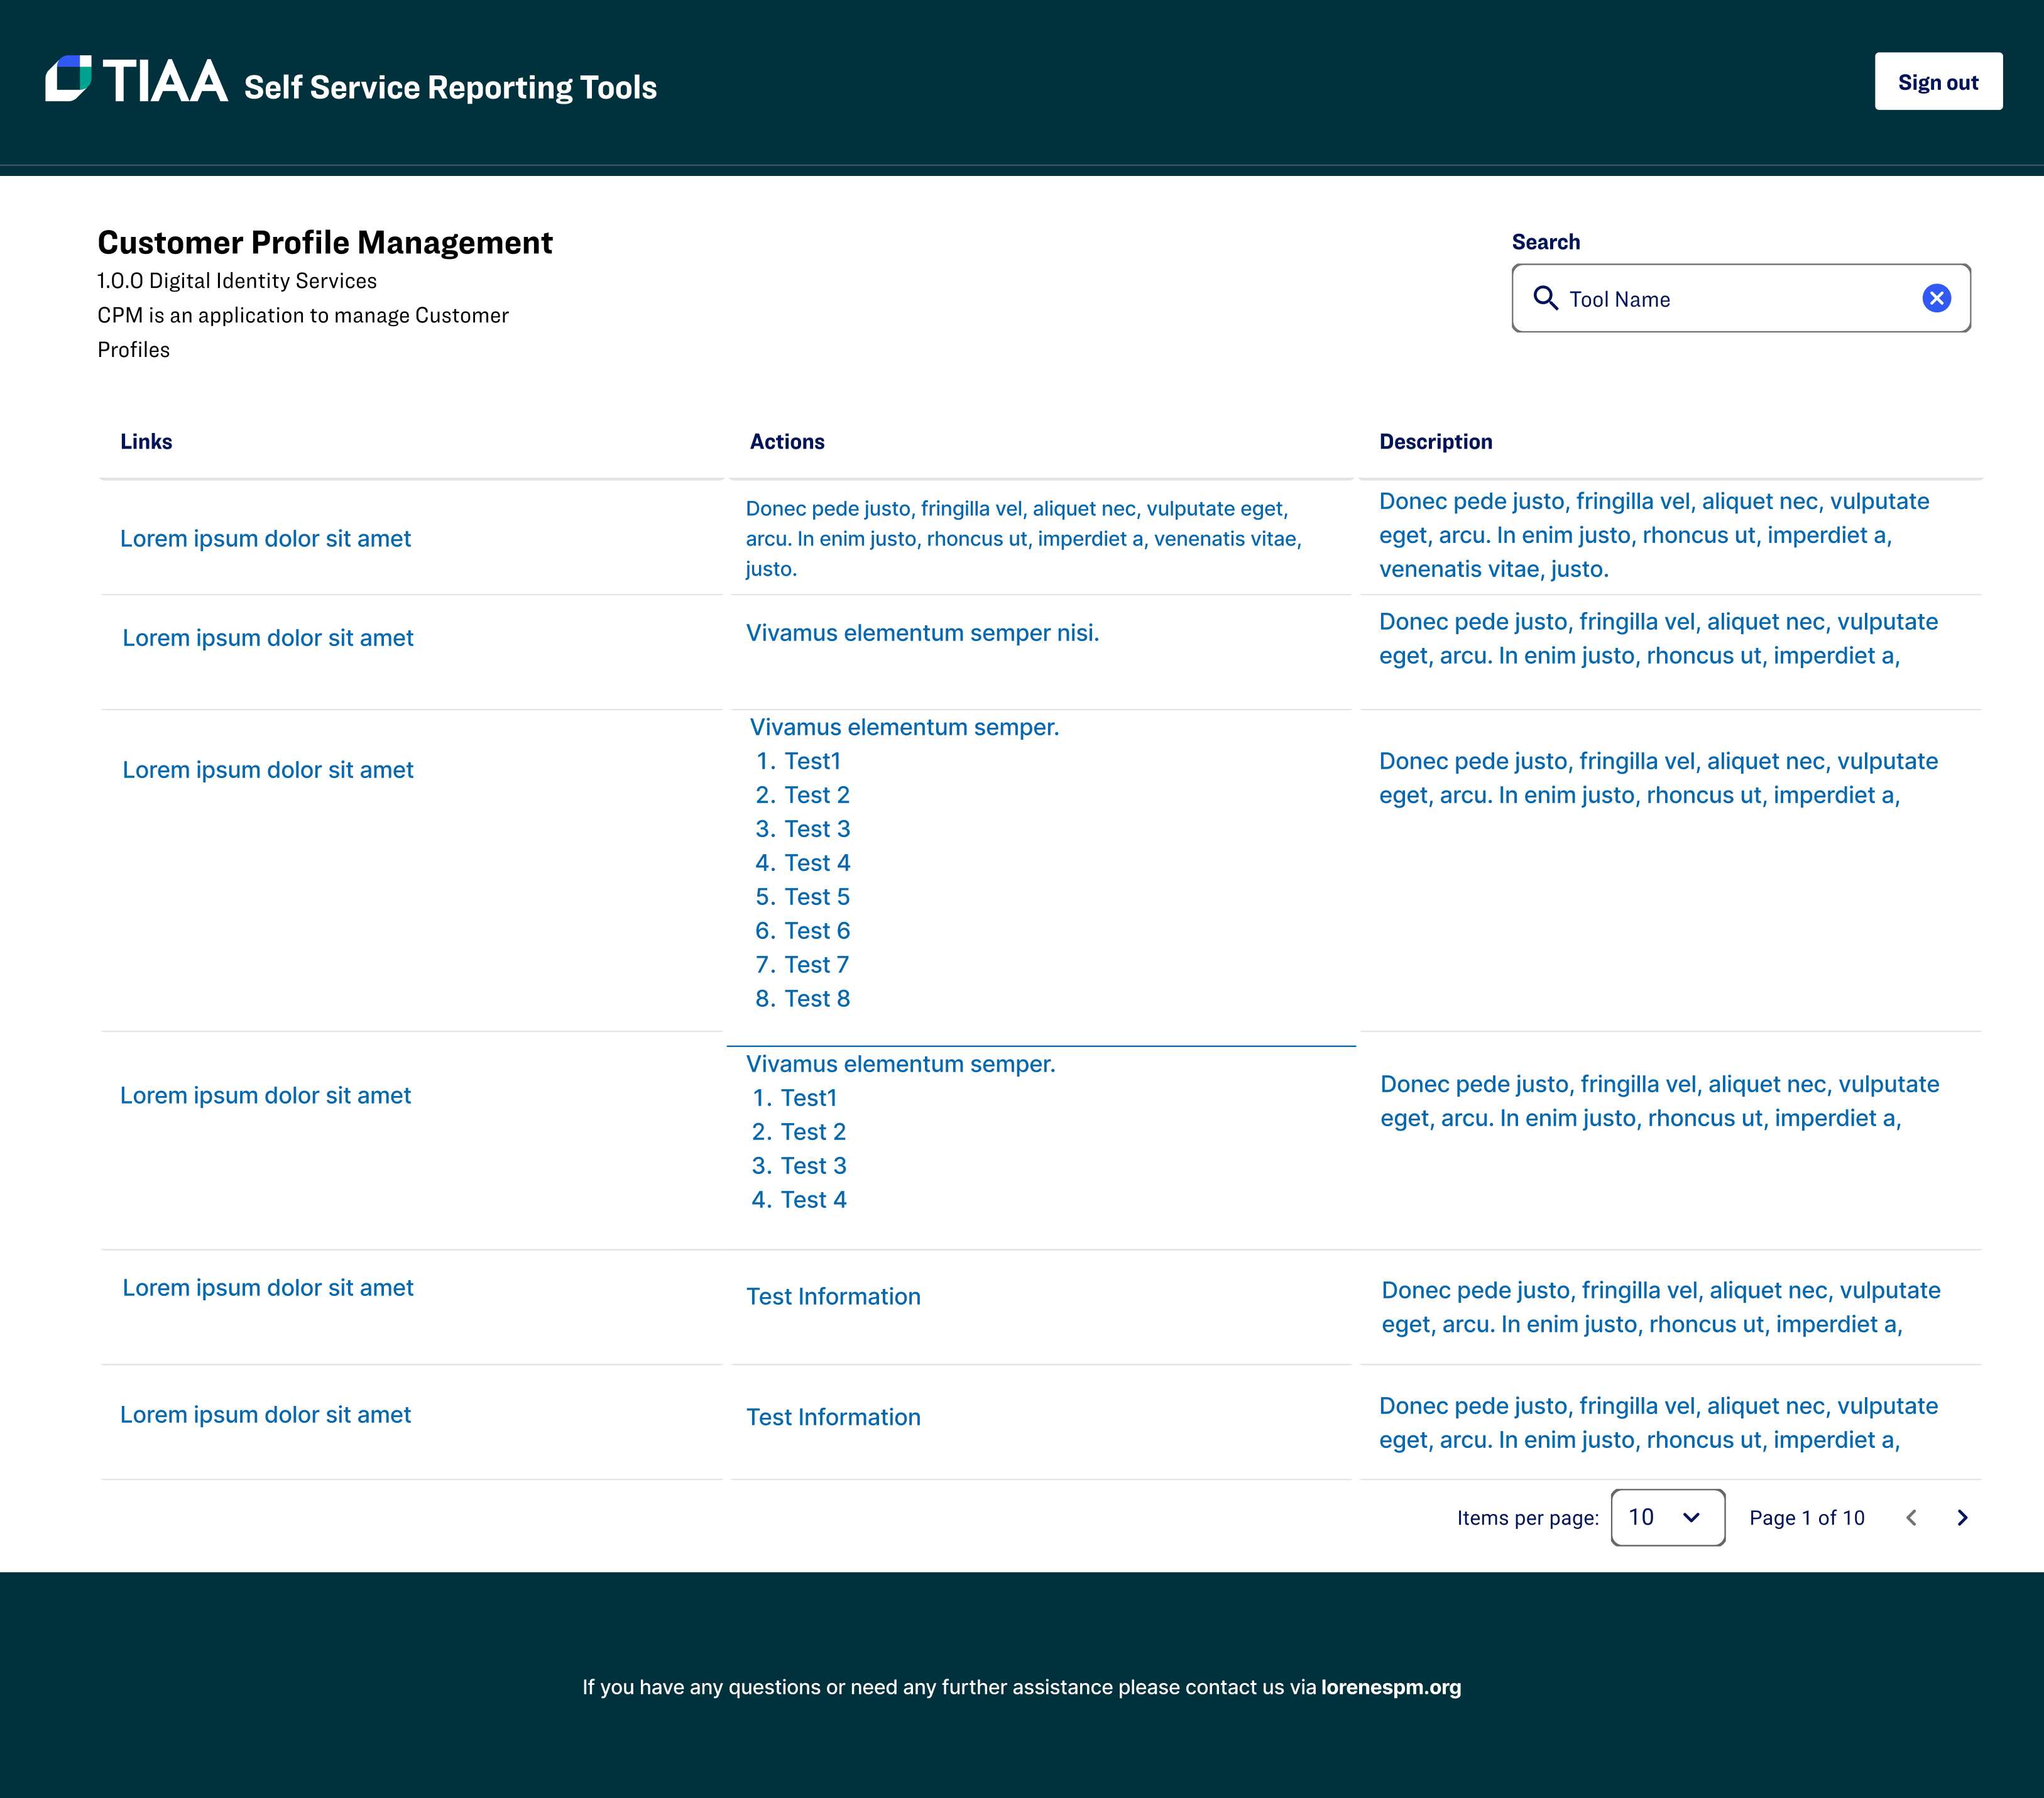 TIAA Self Service Reporting Tools
Sign out
Customer Profile Management
1.0.0 Digital Identity Services
CPM is an application to manage Customer
Profiles
Search
Tool Name
Links
Actions
Description
Lorem ipsum dolor sit amet
Donec pede justo, fringilla vel, aliquet nec, vulputate eget,
arcu. In enim justo, rhoncus ut, imperdiet a, venenatis vitae,
justo.
Donec pede justo, fringilla vel, aliquet nec, vulputate
eget, arcu. In enim justo, rhoncus ut, imperdiet a,
venenatis vitae, justo.
Lorem ipsum dolor sit amet
Vivamus elementum semper nisi.
Donec pede justo, fringilla vel, aliquet nec, vulputate
eget, arcu. In enim justo, rhoncus ut, imperdiet a,
Lorem ipsum dolor sit amet
Vivamus elementum semper.
1. Test1
2. Test 2
3. Test 3
4. Test 4
5. Test 5
6. Test 6
7. Test 7
8. Test 8
Donec pede justo, fringilla vel, aliquet nec, vulputate
eget, arcu. In enim justo, rhoncus ut, imperdiet a,
Lorem ipsum dolor sit amet
Vivamus elementum semper.
1. Test1
2. Test 2
3. Test 3
4. Test 4
Donec pede justo, fringilla vel, aliquet nec, vulputate
eget, arcu. In enim justo, rhoncus ut, imperdiet a,
Lorem ipsum dolor sit amet
Test Information
Donec pede justo, fringilla vel, aliquet nec, vulputate
eget, arcu. In enim justo, rhoncus ut, imperdiet a,
Lorem ipsum dolor sit amet
Test Information
Donec pede justo, fringilla vel, aliquet nec, vulputate
eget, arcu. In enim justo, rhoncus ut, imperdiet a,
Items per page: 10 Page 1 of 10
If you have any questions or need any further assistance please contact us via lorenespm.org